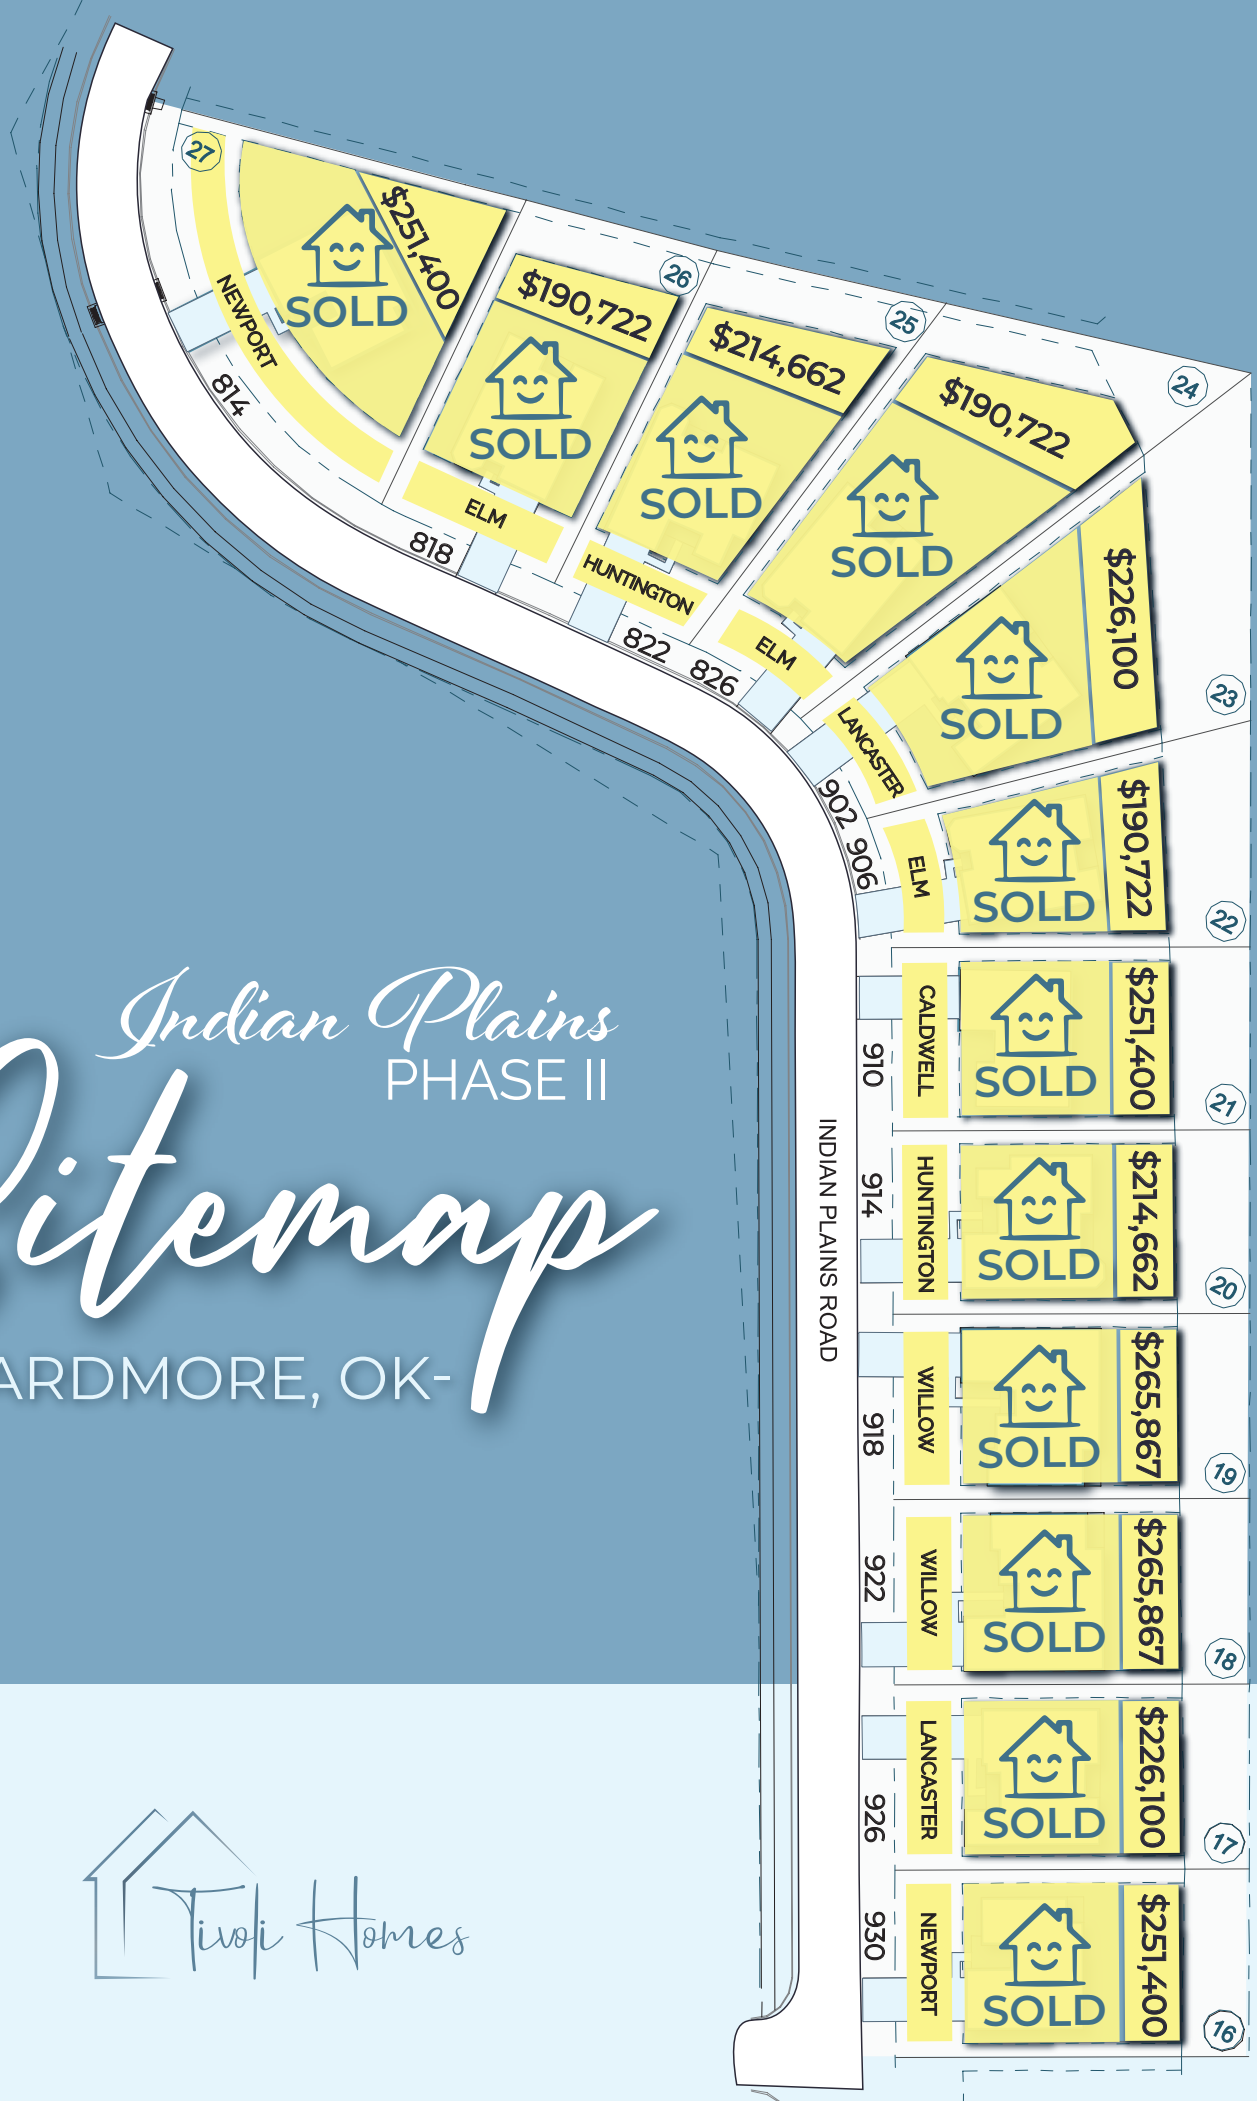 27
$251,400
SOLD
NEWPORT
814
26
$190,722
SOLD
ELM
818
25
$214,662
SOLD
HUNTINGTON
822
24
$190,722
SOLD
ELM
826
23
$226,100
SOLD
LANCASTER
902
22
$190,722
SOLD
ELM
906
21
$251,400
SOLD
CALDWELL
910
20
$214,662
SOLD
HUNTINGTON
914
19
$265,867
SOLD
WILLOW
918
18
$265,867
SOLD
WILLOW
922
17
$226,100
SOLD
LANCASTER
926
16
$251,400
SOLD
NEWPORT
930
INDIAN PLAINS ROAD
Indian Plains
PHASE II
Sitemap
ARDMORE, OK-
Tivoli Homes